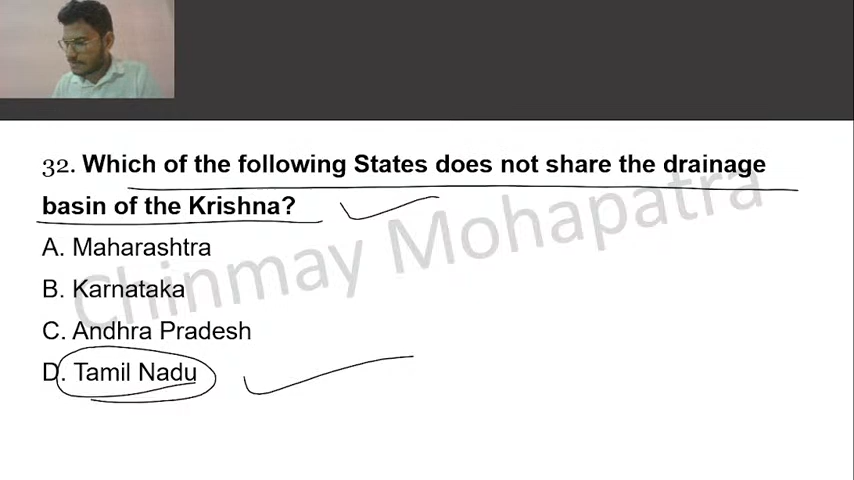 32. Which of the following States does not share the drainage
basin of the Krishna?
A. Maharashtra
B. Karnataka
C. Andhra Pradesh
D. Tamil Nadu
Chinmay Mohapatra